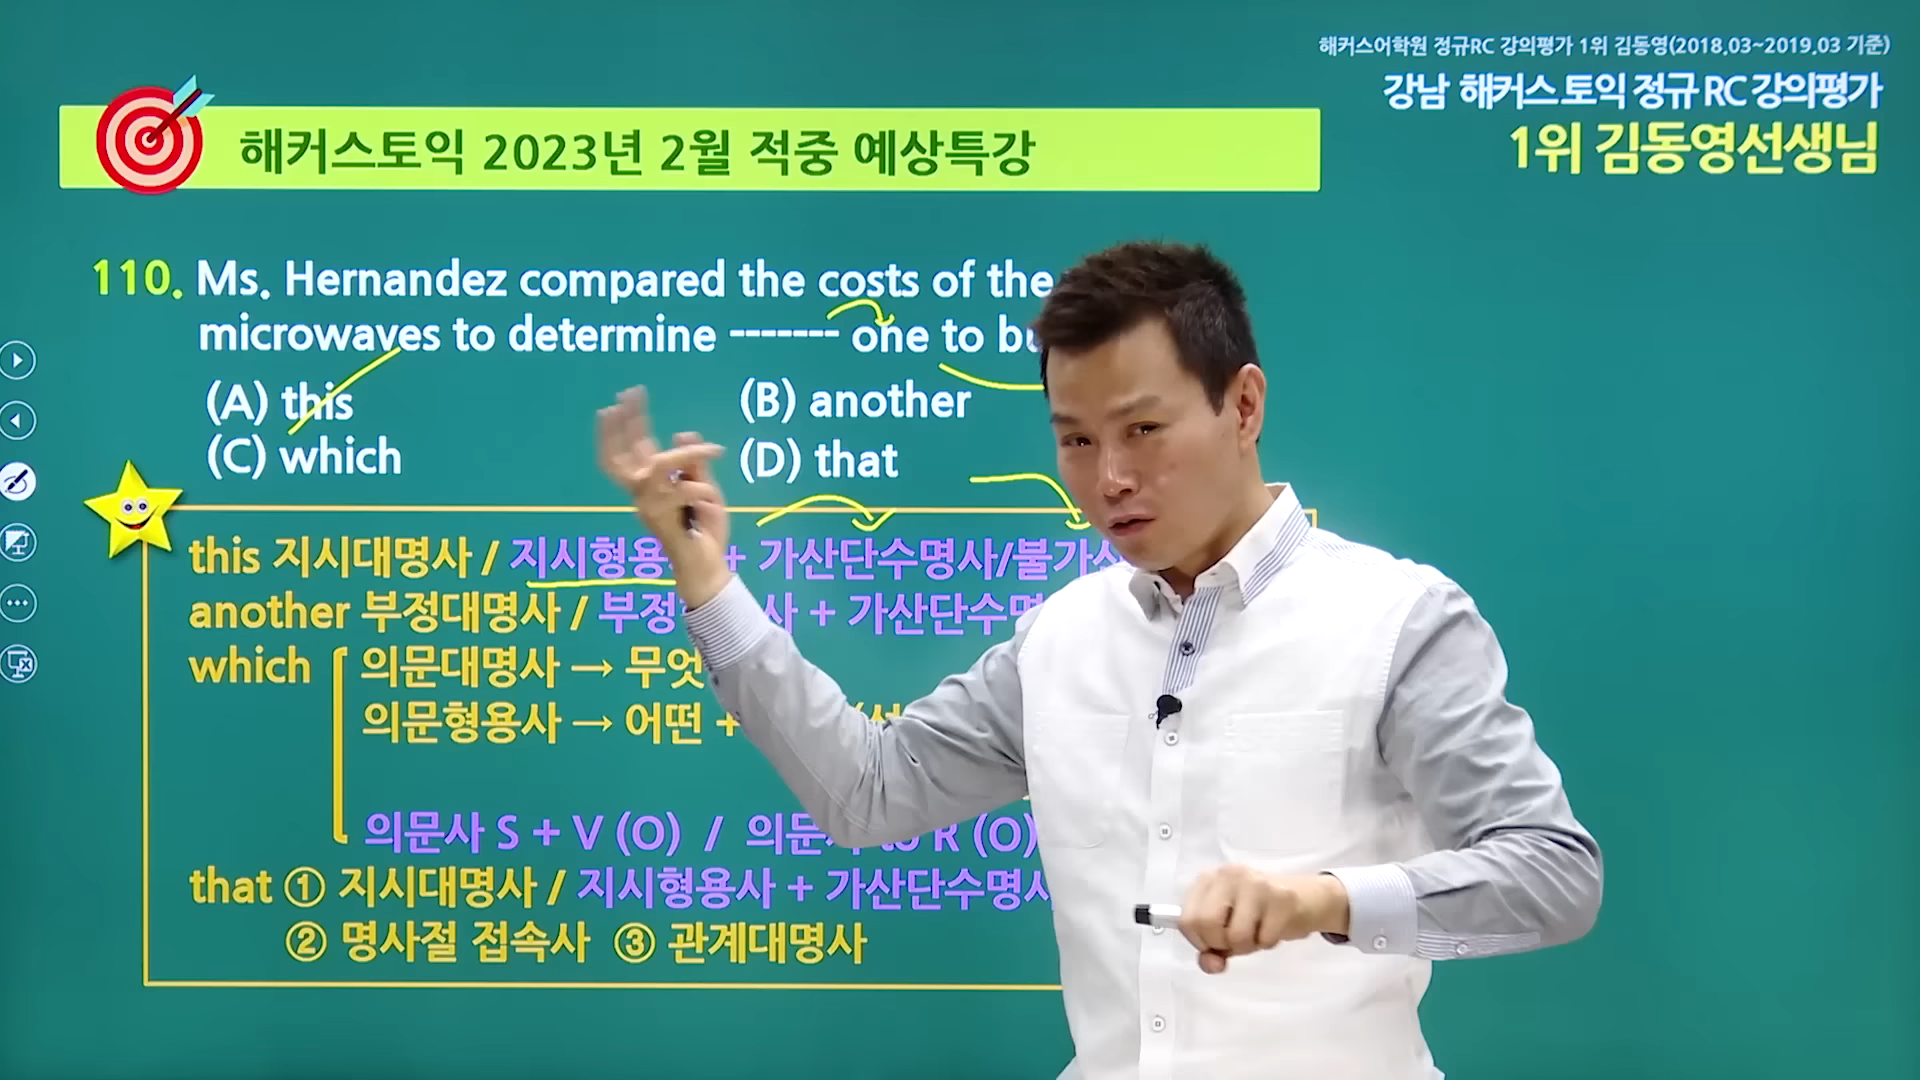 해커스어학원 정규RC 강의평가 1위 김동영(2018.03~2019.03 기준)
강남 해커스 토익 정규 RC 강의평가
1위 김동영선생님
해커스토익 2023년 2월 적중 예상특강
110. Ms. Hernandez compared the costs of the
microwaves to determine ------- one to
(A) this (B) another
(C) which (D) that
this 지시대명사 / 지시형용 + 가산단수명사/불가
another 부정대명사 / 부정 사 + 가산단수명
which 의문대명사 → 무엇
의문형용사 → 어떤 +
의문사 S + V (O) / 의문 R (O)
that ① 지시대명사 / 지시형용사 + 가산단수명사
② 명사절 접속사 ③ 관계대명사